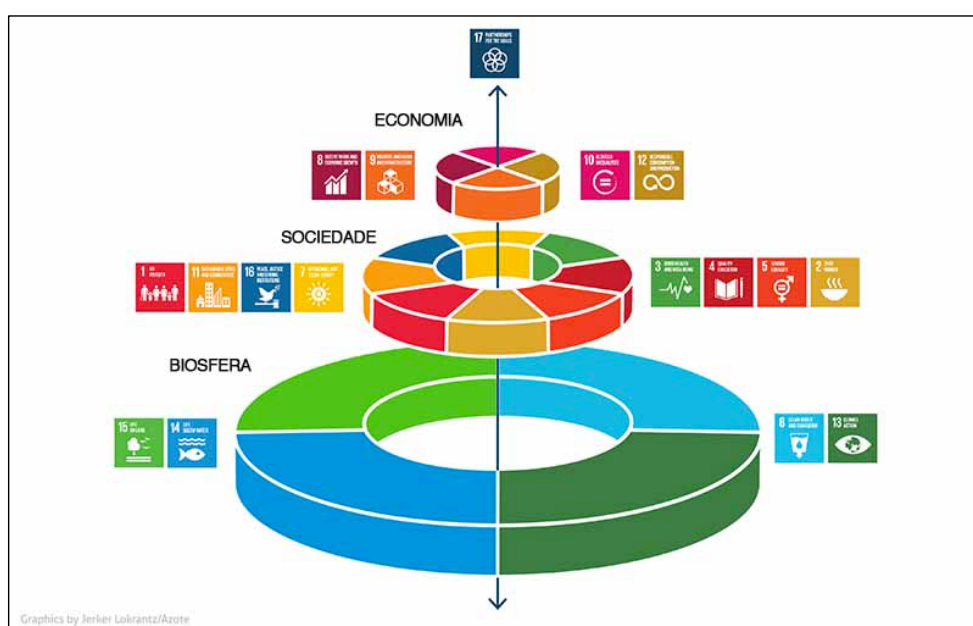 17 PARTNERSHIPS
FOR THE GOALS
ECONOMIA
8 DECENT WORK AND
ECONOMIC GROWTH
9 INDUSTRY, INNOVATION
AND INFRASTRUCTURE
10 REDUCED
INEQUALITIES
12 RESPONSIBLE
CONSUMPTION
AND PRODUCTION
SOCIEDADE
1 NO
POVERTY
11 SUSTAINABLE CITIES
AND COMMUNITIES
16 PEACE, JUSTICE
AND STRONG
INSTITUTIONS
7 AFFORDABLE AND
CLEAN ENERGY
3 GOOD HEALTH
AND WELL-BEING
4 QUALITY
EDUCATION
5 GENDER
EQUALITY
2 ZERO
HUNGER
BIOSFERA
15 LIFE
ON LAND
14 LIFE
BELOW WATER
6 CLEAN WATER
AND SANITATION
13 CLIMATE
ACTION
Graphics by Jerker Lokrantz/Azote